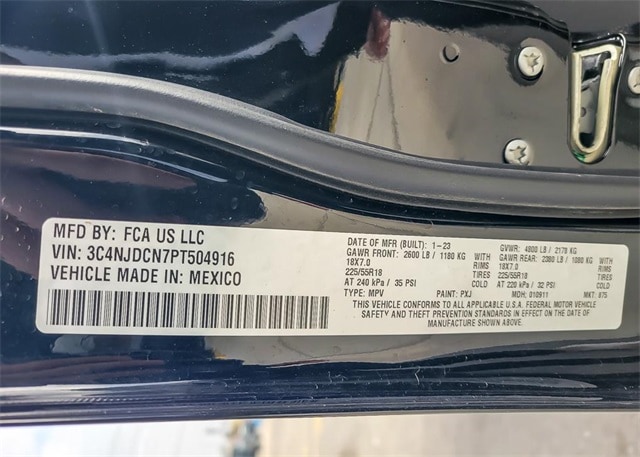 MFD BY: FCA US LLC
VIN: 3C4NJDCN7PT504916
VEHICLE MADE IN: MEXICO
DATE OF MFR (BUILT): 1-23 GVWR: 4800 LB / 2178 KG
GAWR FRONT: 2600 LB / 1180 KG WITH GAWR REAR: 2380 LB / 1080 KG WITH
18X7.0 RIMS 18X7.0 RIMS
225/55R18 TIRES 225/55R18 TIRES
AT 240 kPa / 35 PSI COLD AT 220 kPa / 32 PSI COLD
TYPE: MPV PAINT: PXJ MDH: 010911 MKT: 875
THIS VEHICLE CONFORMS TO ALL APPLICABLE U.S.A. FEDERAL MOTOR VEHICLE
SAFETY AND THEFT PREVENTION STANDARDS IN EFFECT ON THE DATE OF
MANUFACTURE SHOWN ABOVE.